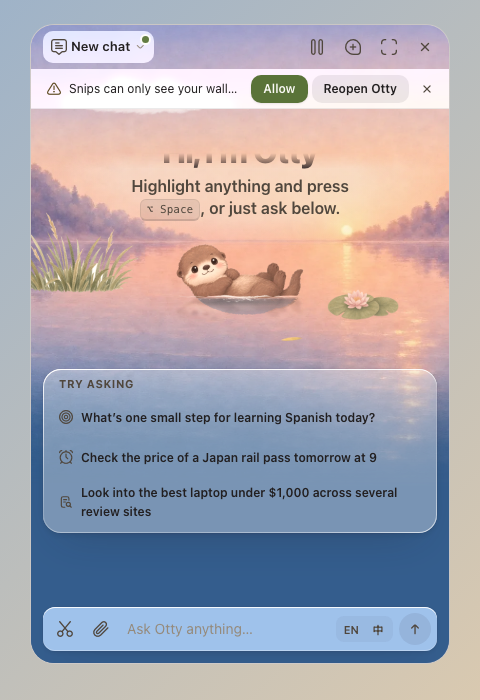 New chat
Snips can only see your wall...
Allow
Reopen Otty
Hi, I'm Otty
Highlight anything and press
⌥ Space, or just ask below.
TRY ASKING
What's one small step for learning Spanish today?
Check the price of a Japan rail pass tomorrow at 9
Look into the best laptop under $1,000 across several
review sites
Ask Otty anything...
EN 中